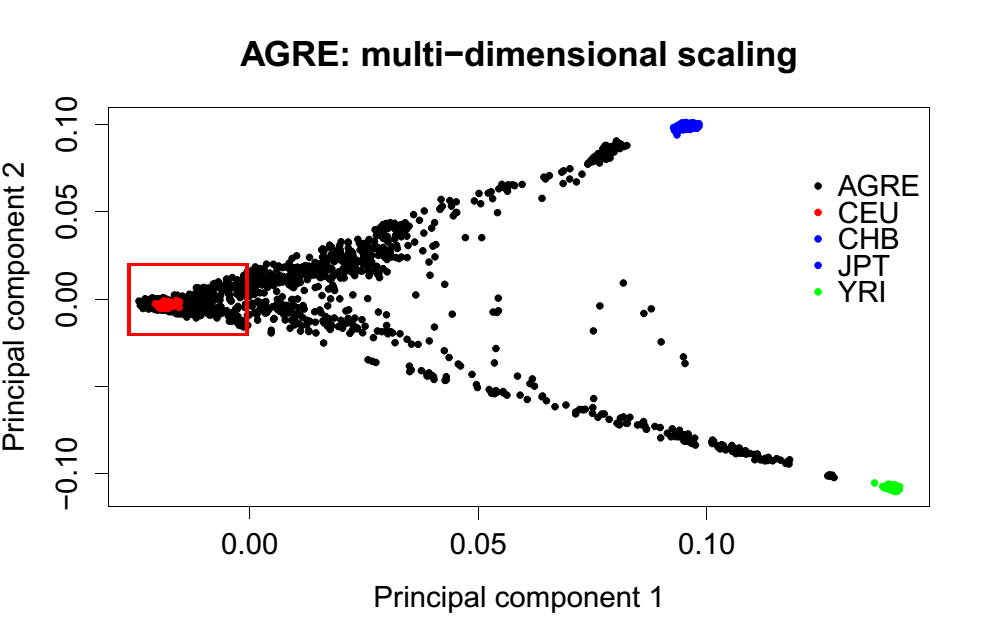 AGRE: multi−dimensional scaling
Principal component 2
0.10
0.05
0.00
−0.10
AGRE
CEU
CHB
JPT
YRI
0.00 0.05 0.10
Principal component 1